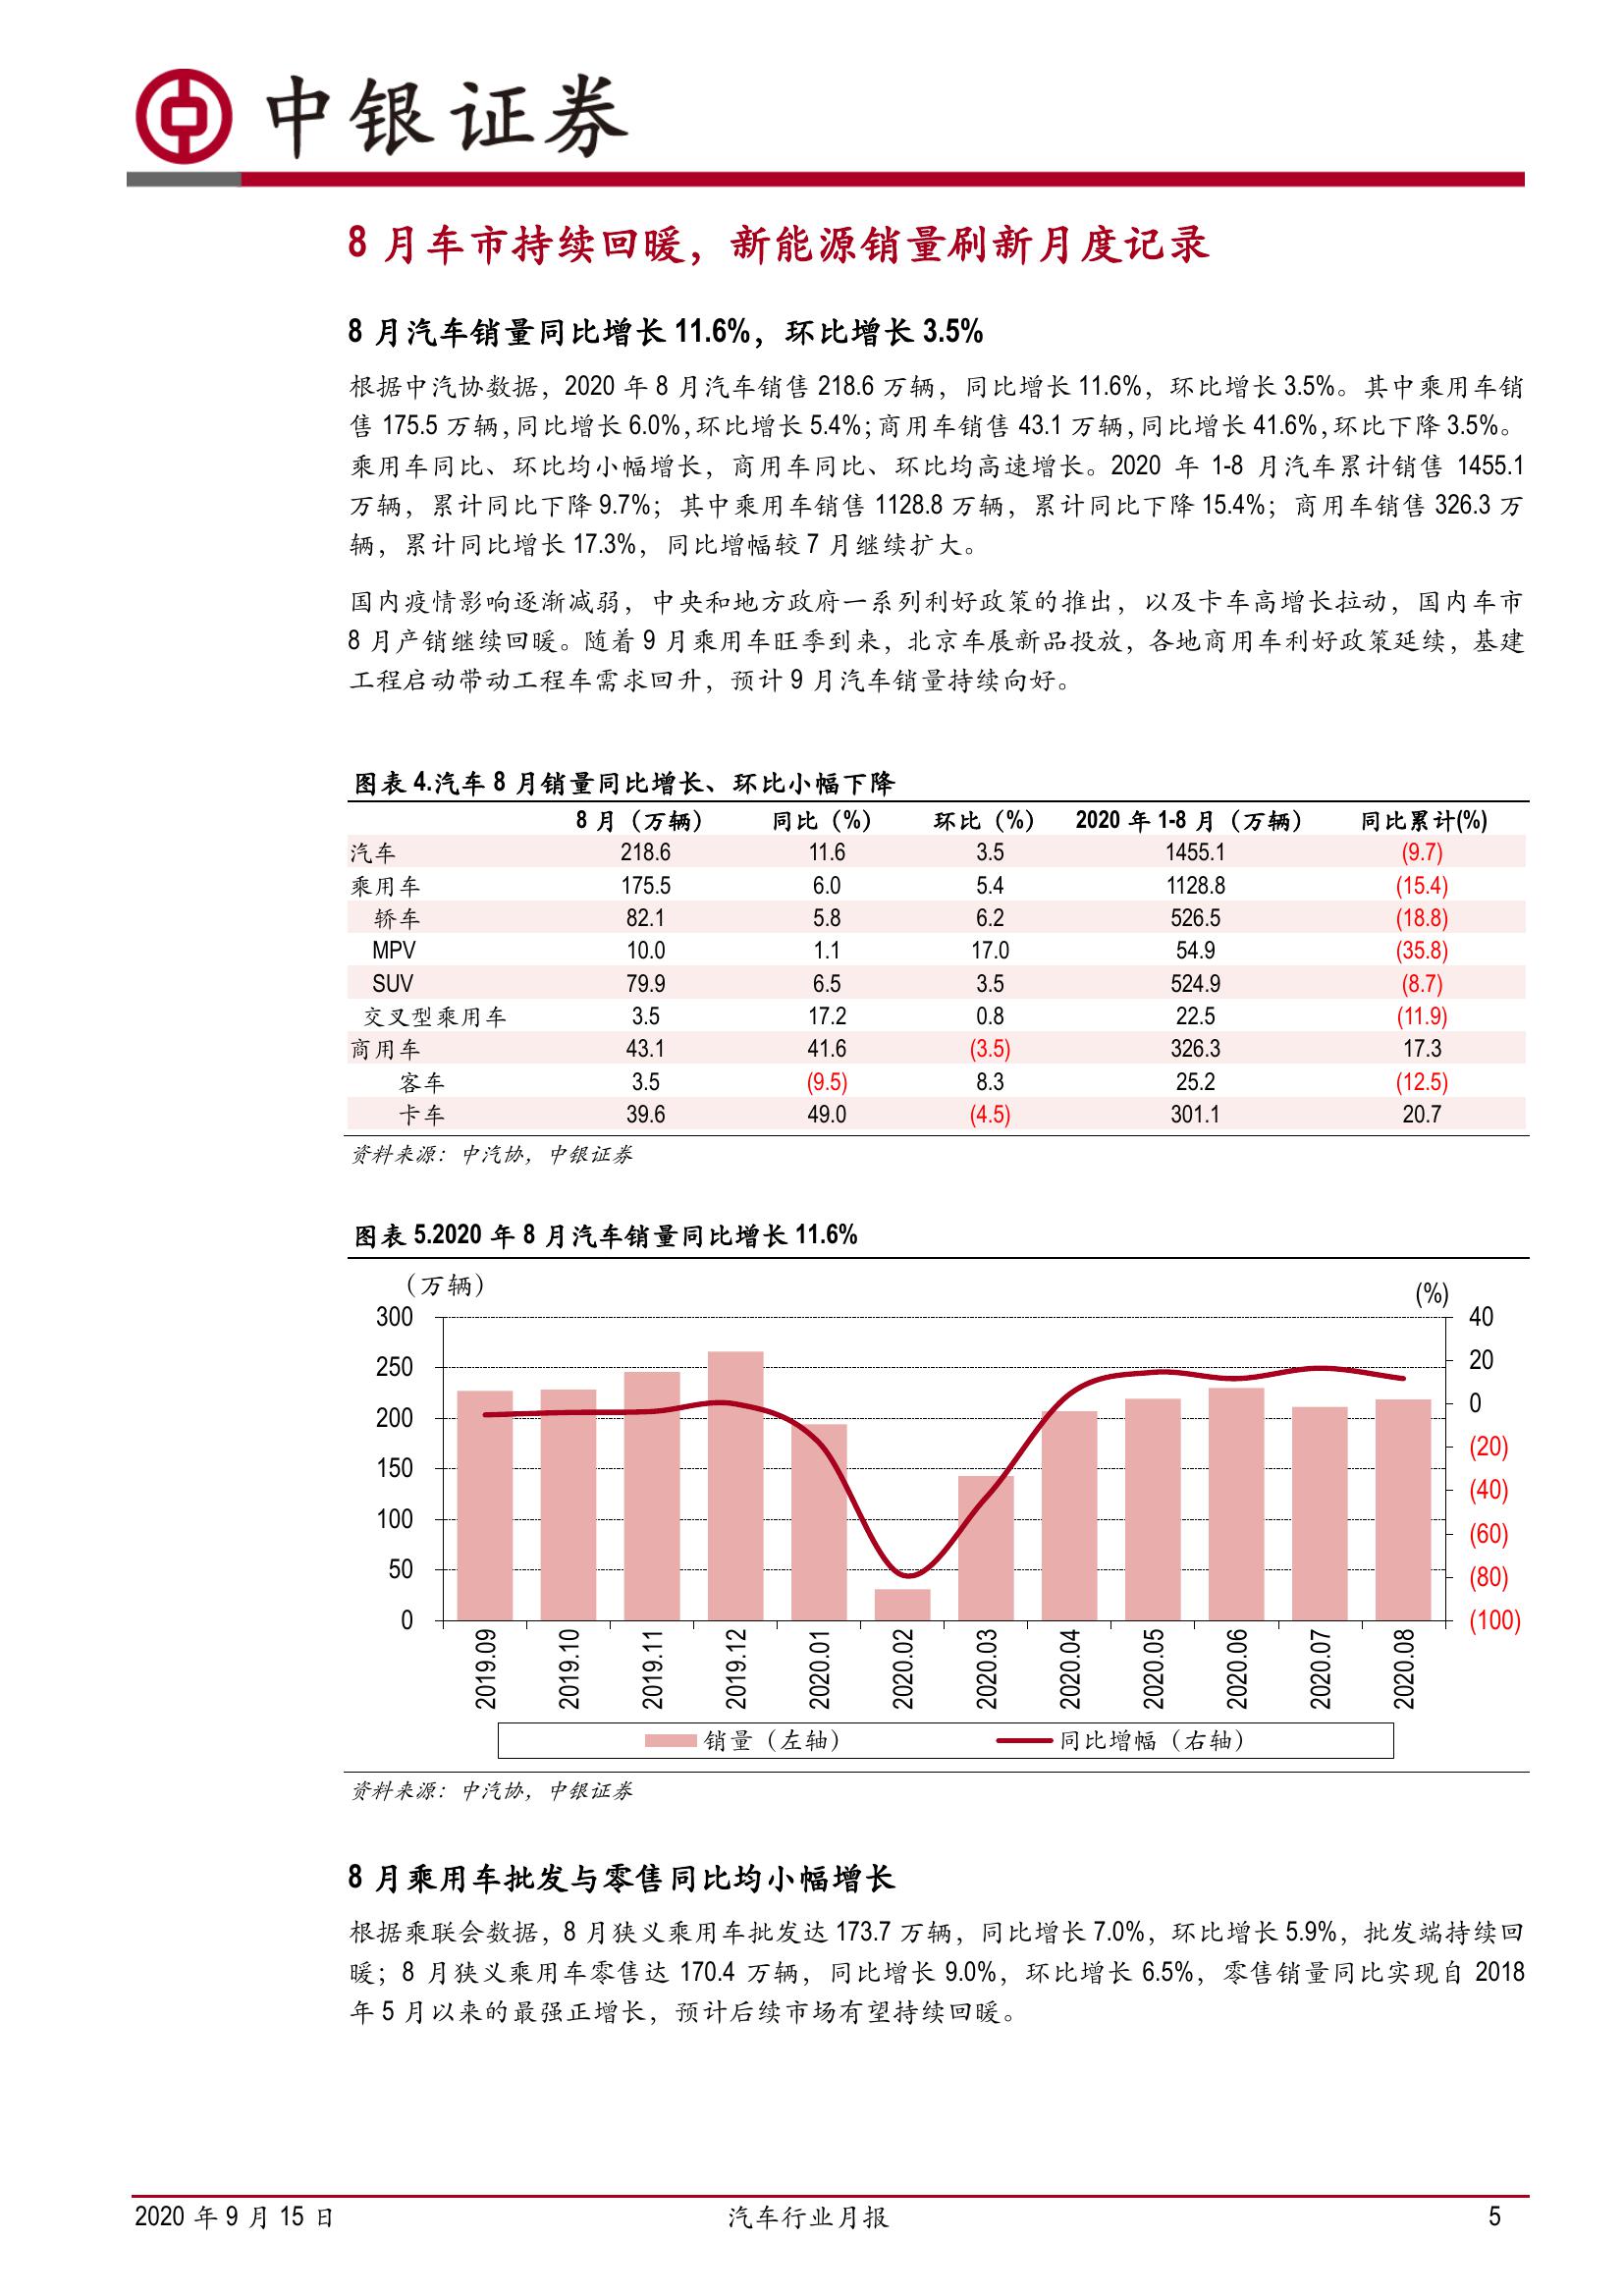 中银证券
8 月车市持续回暖，新能源销量刷新月度记录
8 月汽车销量同比增长 11.6%，环比增长 3.5%
根据中汽协数据，2020 年 8 月汽车销售 218.6 万辆，同比增长 11.6%，环比增长 3.5%。其中乘用车销
售 175.5 万辆，同比增长 6.0%，环比增长 5.4%；商用车销售 43.1 万辆，同比增长 41.6%，环比下降 3.5%。
乘用车同比、环比均小幅增长，商用车同比、环比均高速增长。2020 年 1-8 月汽车累计销售 1455.1
万辆，累计同比下降 9.7%；其中乘用车销售 1128.8 万辆，累计同比下降 15.4%；商用车销售 326.3 万
辆，累计同比增长 17.3%，同比增幅较 7 月继续扩大。
国内疫情影响逐渐减弱，中央和地方政府一系列利好政策的推出，以及卡车高增长拉动，国内车市
8 月产销继续回暖。随着 9 月乘用车旺季到来，北京车展新品投放，各地商用车利好政策延续，基建
工程启动带动工程车需求回升，预计 9 月汽车销量持续向好。
图表 4.汽车 8 月销量同比增长、环比小幅下降
8 月（万辆） 同比（%） 环比（%） 2020 年 1-8 月（万辆） 同比累计(%)
汽车 218.6 11.6 3.5 1455.1 (9.7)
乘用车 175.5 6.0 5.4 1128.8 (15.4)
轿车 82.1 5.8 6.2 526.5 (18.8)
MPV 10.0 1.1 17.0 54.9 (35.8)
SUV 79.9 6.5 3.5 524.9 (8.7)
交叉型乘用车 3.5 17.2 0.8 22.5 (11.9)
商用车 43.1 41.6 (3.5) 326.3 17.3
客车 3.5 (9.5) 8.3 25.2 (12.5)
卡车 39.6 49.0 (4.5) 301.1 20.7
资料来源：中汽协，中银证券
图表 5.2020 年 8 月汽车销量同比增长 11.6%
（万辆） (%)
300 40
250 20
200 0
150 (20)
100 (40)
50 (60)
0 (80)
(100)
2019.09 2019.10 2019.11 2019.12 2020.01 2020.02 2020.03 2020.04 2020.05 2020.06 2020.07 2020.08
销量（左轴） 同比增幅（右轴）
资料来源：中汽协，中银证券
8 月乘用车批发与零售同比均小幅增长
根据乘联会数据，8 月狭义乘用车批发达 173.7 万辆，同比增长 7.0%，环比增长 5.9%，批发端持续回
暖；8 月狭义乘用车零售达 170.4 万辆，同比增长 9.0%，环比增长 6.5%，零售销量同比实现自 2018
年 5 月以来的最强正增长，预计后续市场有望持续回暖。
2020 年 9 月 15 日 汽车行业月报 5